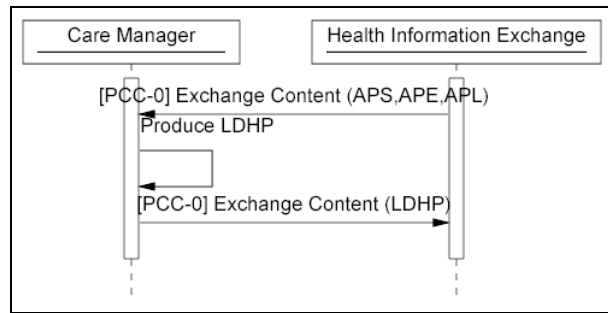 Care Manager
Health Information Exchange
[PCC-0] Exchange Content (APS,APE,APL)
Produce LDHP
[PCC-0] Exchange Content (LDHP)